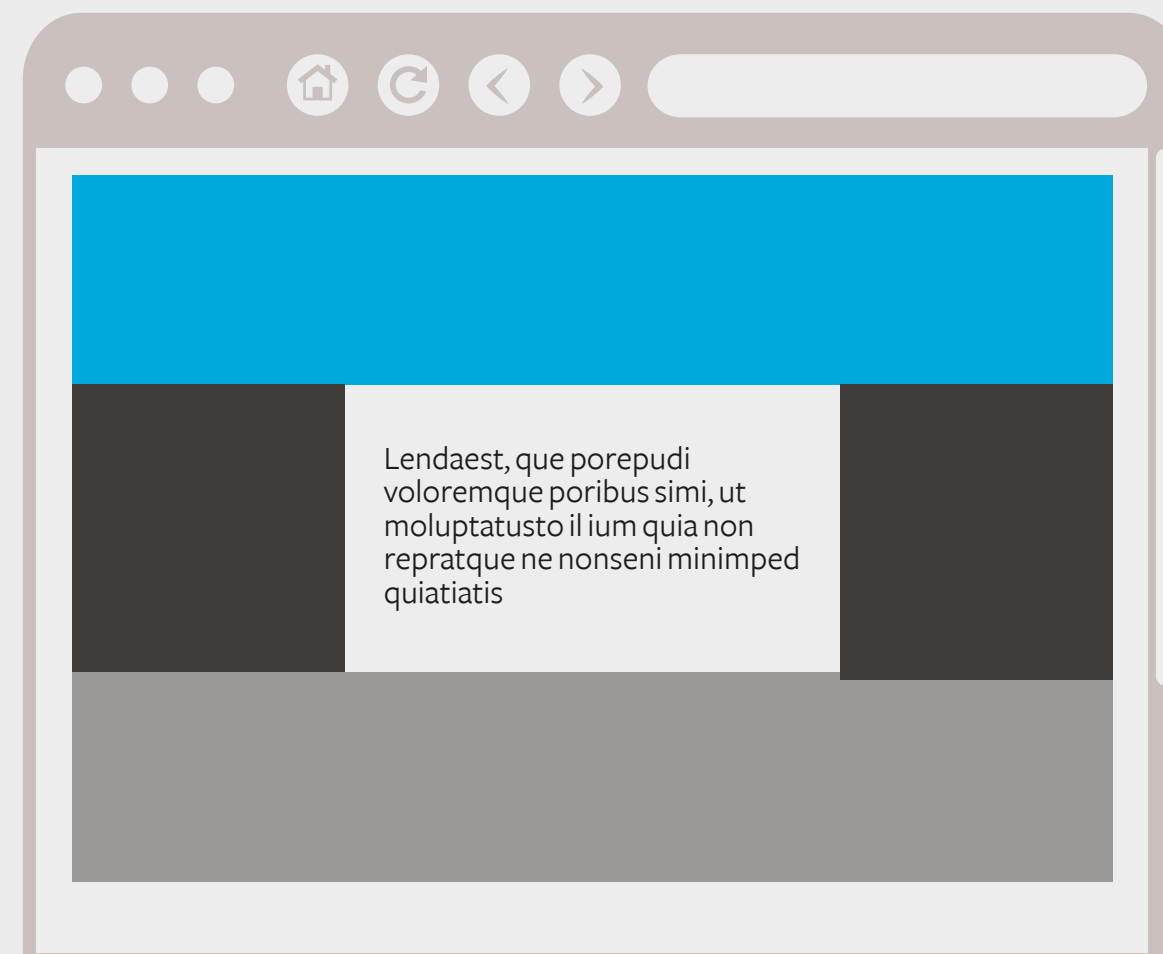 Lendaest, que porepudi
voloremque poribus simi, ut
moluptatusto il ium quia non
repratque ne nonseni minimped
quiatiatis